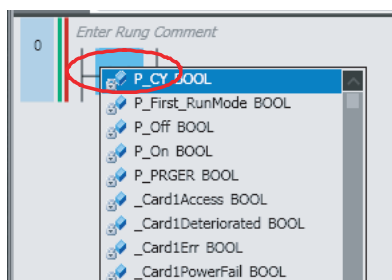 0
Enter Rung Comment
P_CY BOOL
P_First_RunMode BOOL
P_Off BOOL
P_On BOOL
P_PRGER BOOL
_Card1Access BOOL
_Card1Deteriorated BOOL
_Card1Err BOOL
_Card1PowerFail BOOL